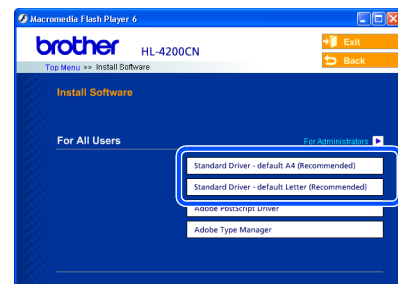 Macromedia Flash Player 6
brother HL-4200CN
Exit
Back
Top Menu >> Install Software
Install Software
For All Users For Administrators
Standard Driver - default A4 (Recommended)
Standard Driver - default Letter (Recommended)
Adobe PostScript Driver
Adobe Type Manager